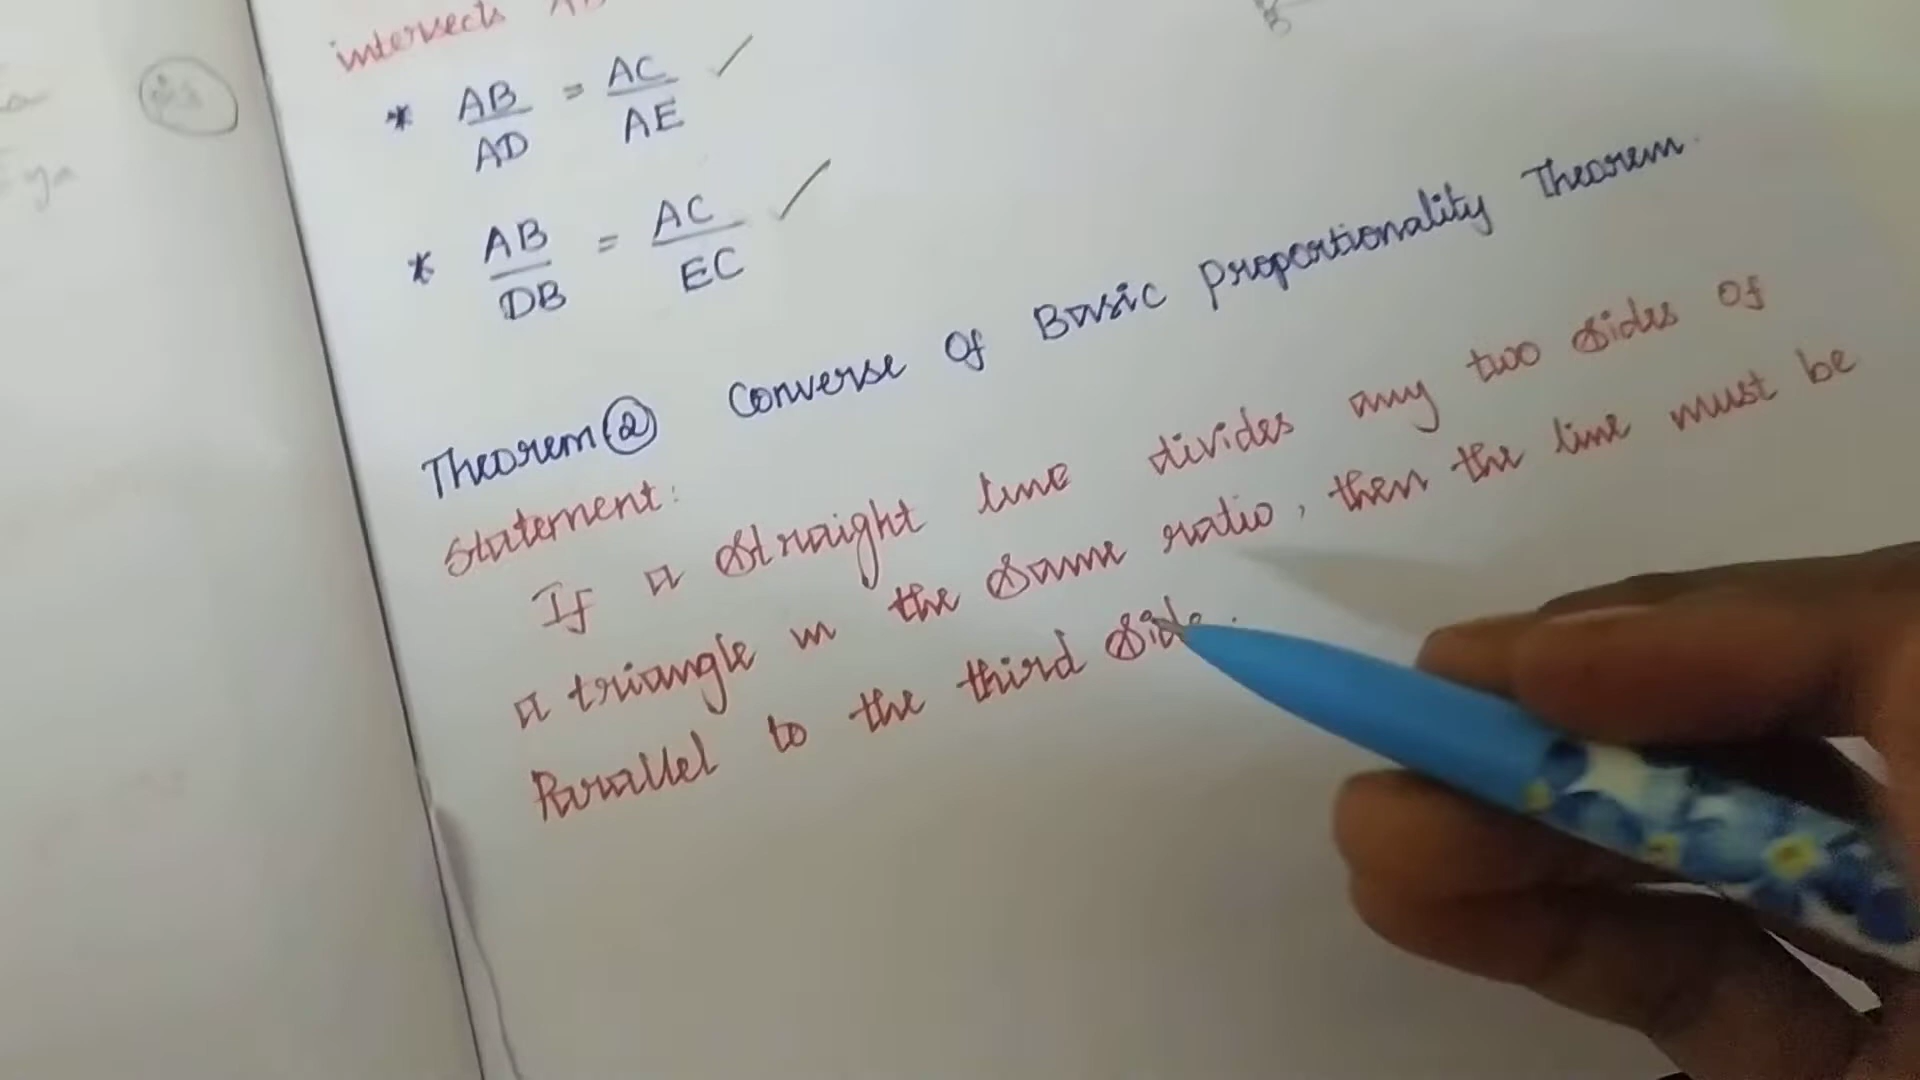 intersects
* AB/AD = AC/AE ✓
* AB/DB = AC/EC ✓
Theorem ② Converse of Basic proportionality Theorem.
Statement:
If a straight line divides any two sides of
a triangle in the same ratio, then the line must be
Parallel to the third side.